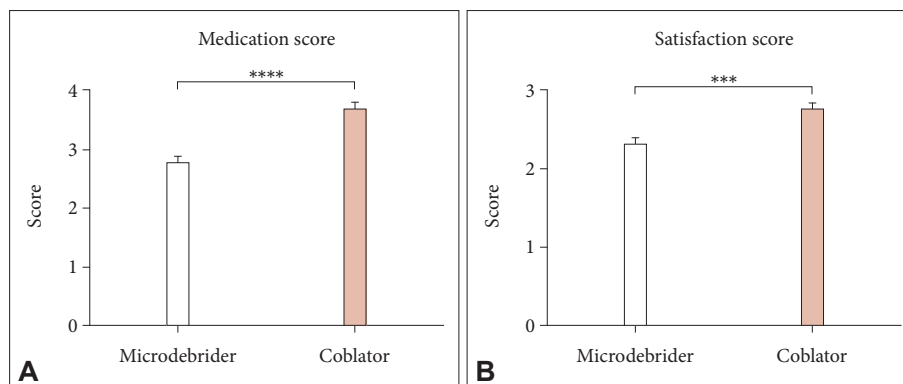 Medication score
****
4
3
2
1
0
Score
Microdebrider Coblator
A
Satisfaction score
***
3
2
1
0
Score
Microdebrider Coblator
B